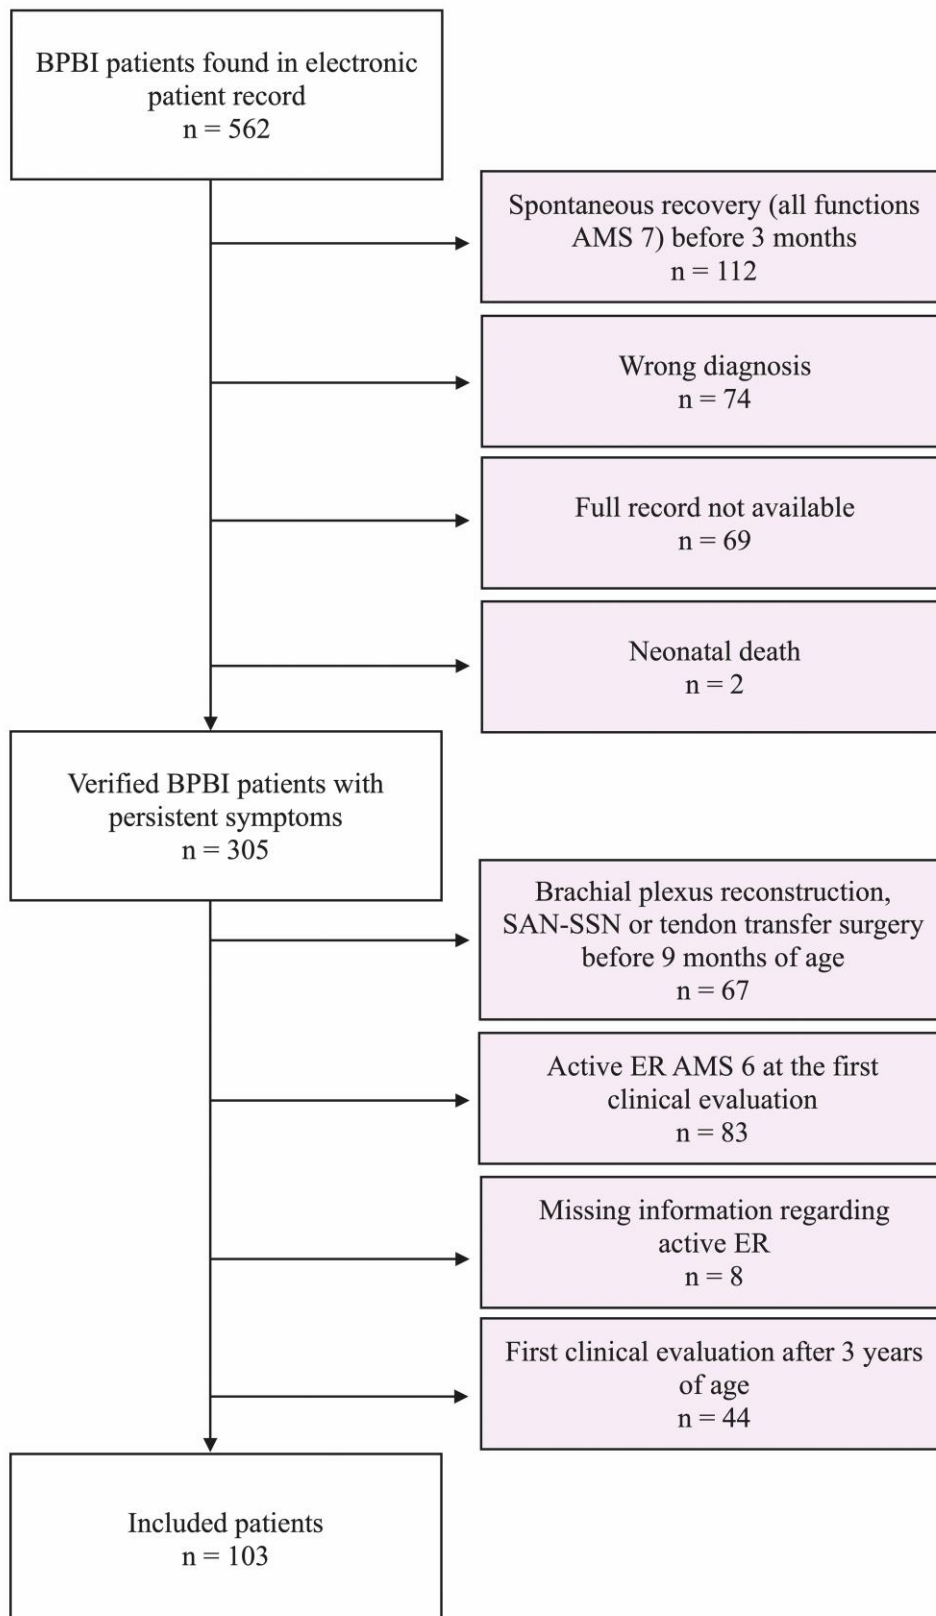 BPBI patients found in electronic
patient record
n = 562
Spontaneous recovery (all functions
AMS 7) before 3 months
n = 112
Wrong diagnosis
n = 74
Full record not available
n = 69
Neonatal death
n = 2
Verified BPBI patients with
persistent symptoms
n = 305
Brachial plexus reconstruction,
SAN-SSN or tendon transfer surgery
before 9 months of age
n = 67
Active ER AMS 6 at the first
clinical evaluation
n = 83
Missing information regarding
active ER
n = 8
First clinical evaluation after 3 years
of age
n = 44
Included patients
n = 103